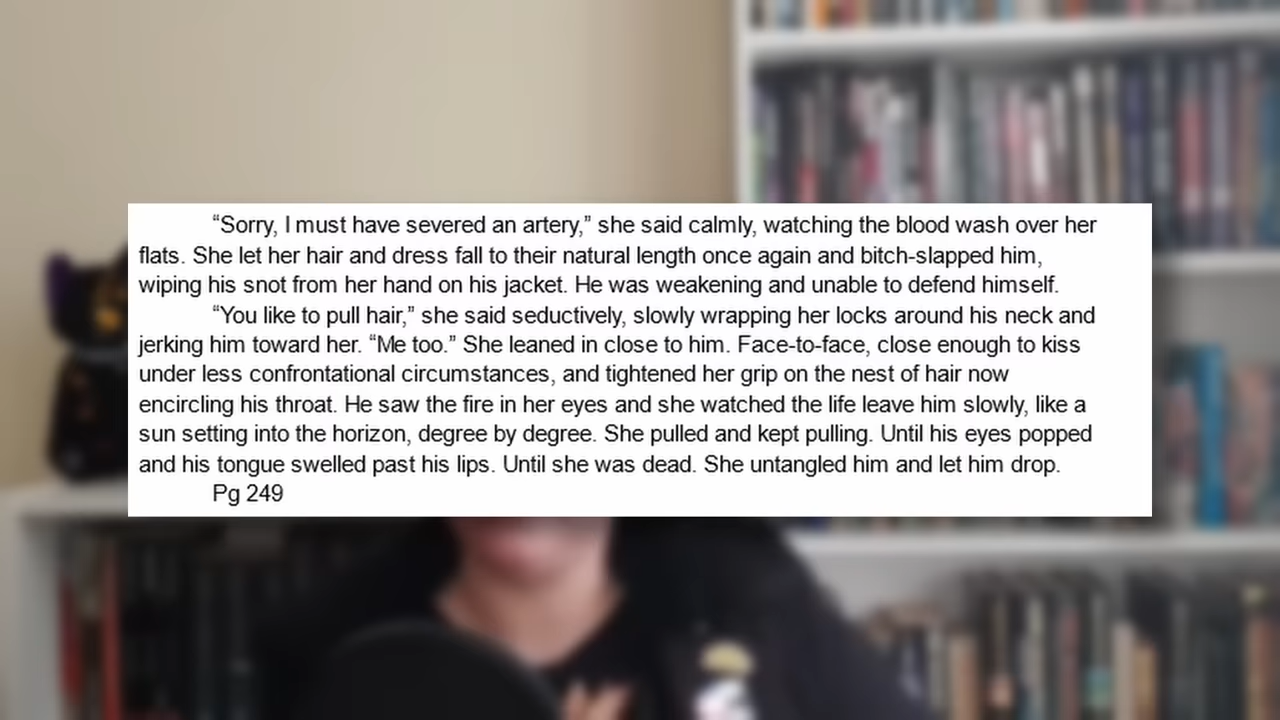 “Sorry, I must have severed an artery,” she said calmly, watching the blood wash over her
flats. She let her hair and dress fall to their natural length once again and bitch-slapped him,
wiping his snot from her hand on his jacket. He was weakening and unable to defend himself.
“You like to pull hair,” she said seductively, slowly wrapping her locks around his neck and
jerking him toward her. “Me too.” She leaned in close to him. Face-to-face, close enough to kiss
under less confrontational circumstances, and tightened her grip on the nest of hair now
encircling his throat. He saw the fire in her eyes and she watched the life leave him slowly, like a
sun setting into the horizon, degree by degree. She pulled and kept pulling. Until his eyes popped
and his tongue swelled past his lips. Until she was dead. She untangled him and let him drop.
Pg 249